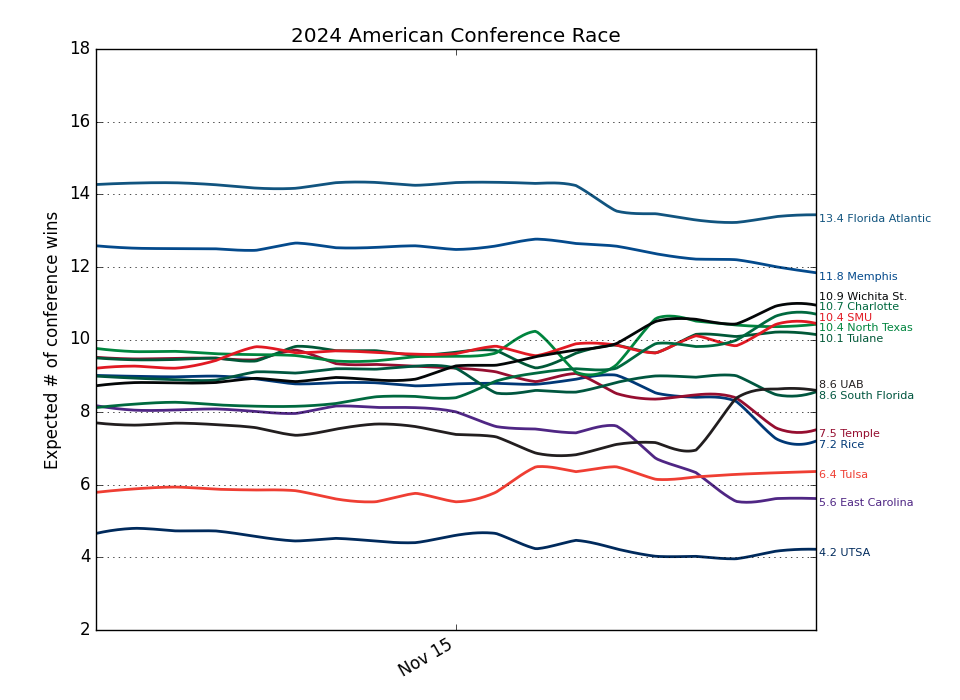 2024 American Conference Race
Expected # of conference wins
18
16
14
12
10
8
6
4
2
Nov 15
13.4 Florida Atlantic
11.8 Memphis
10.9 Wichita St.
10.7 Charlotte
10.4 SMU
10.4 North Texas
10.1 Tulane
8.6 UAB
8.6 South Florida
7.5 Temple
7.2 Rice
6.4 Tulsa
5.6 East Carolina
4.2 UTSA